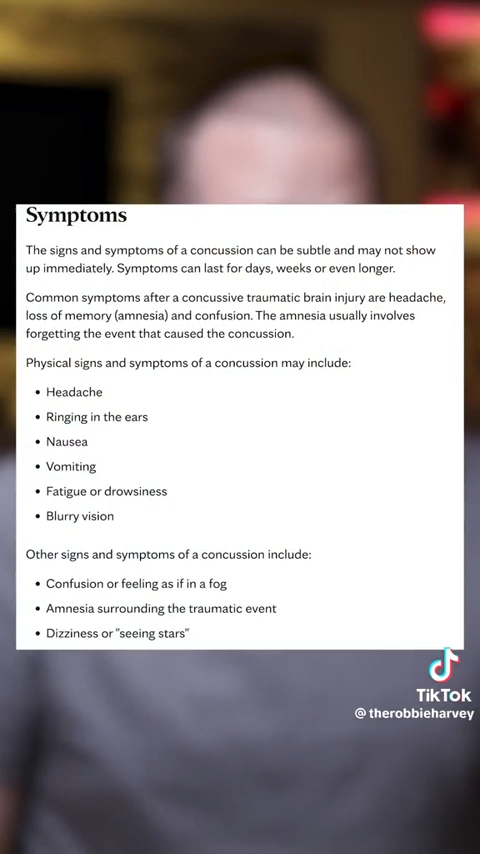 Symptoms
The signs and symptoms of a concussion can be subtle and may not show
up immediately. Symptoms can last for days, weeks or even longer.
Common symptoms after a concussive traumatic brain injury are headache,
loss of memory (amnesia) and confusion. The amnesia usually involves
forgetting the event that caused the concussion.
Physical signs and symptoms of a concussion may include:
• Headache
• Ringing in the ears
• Nausea
• Vomiting
• Fatigue or drowsiness
• Blurry vision
Other signs and symptoms of a concussion include:
• Confusion or feeling as if in a fog
• Amnesia surrounding the traumatic event
• Dizziness or "seeing stars"
TikTok
@ therobbieharvey